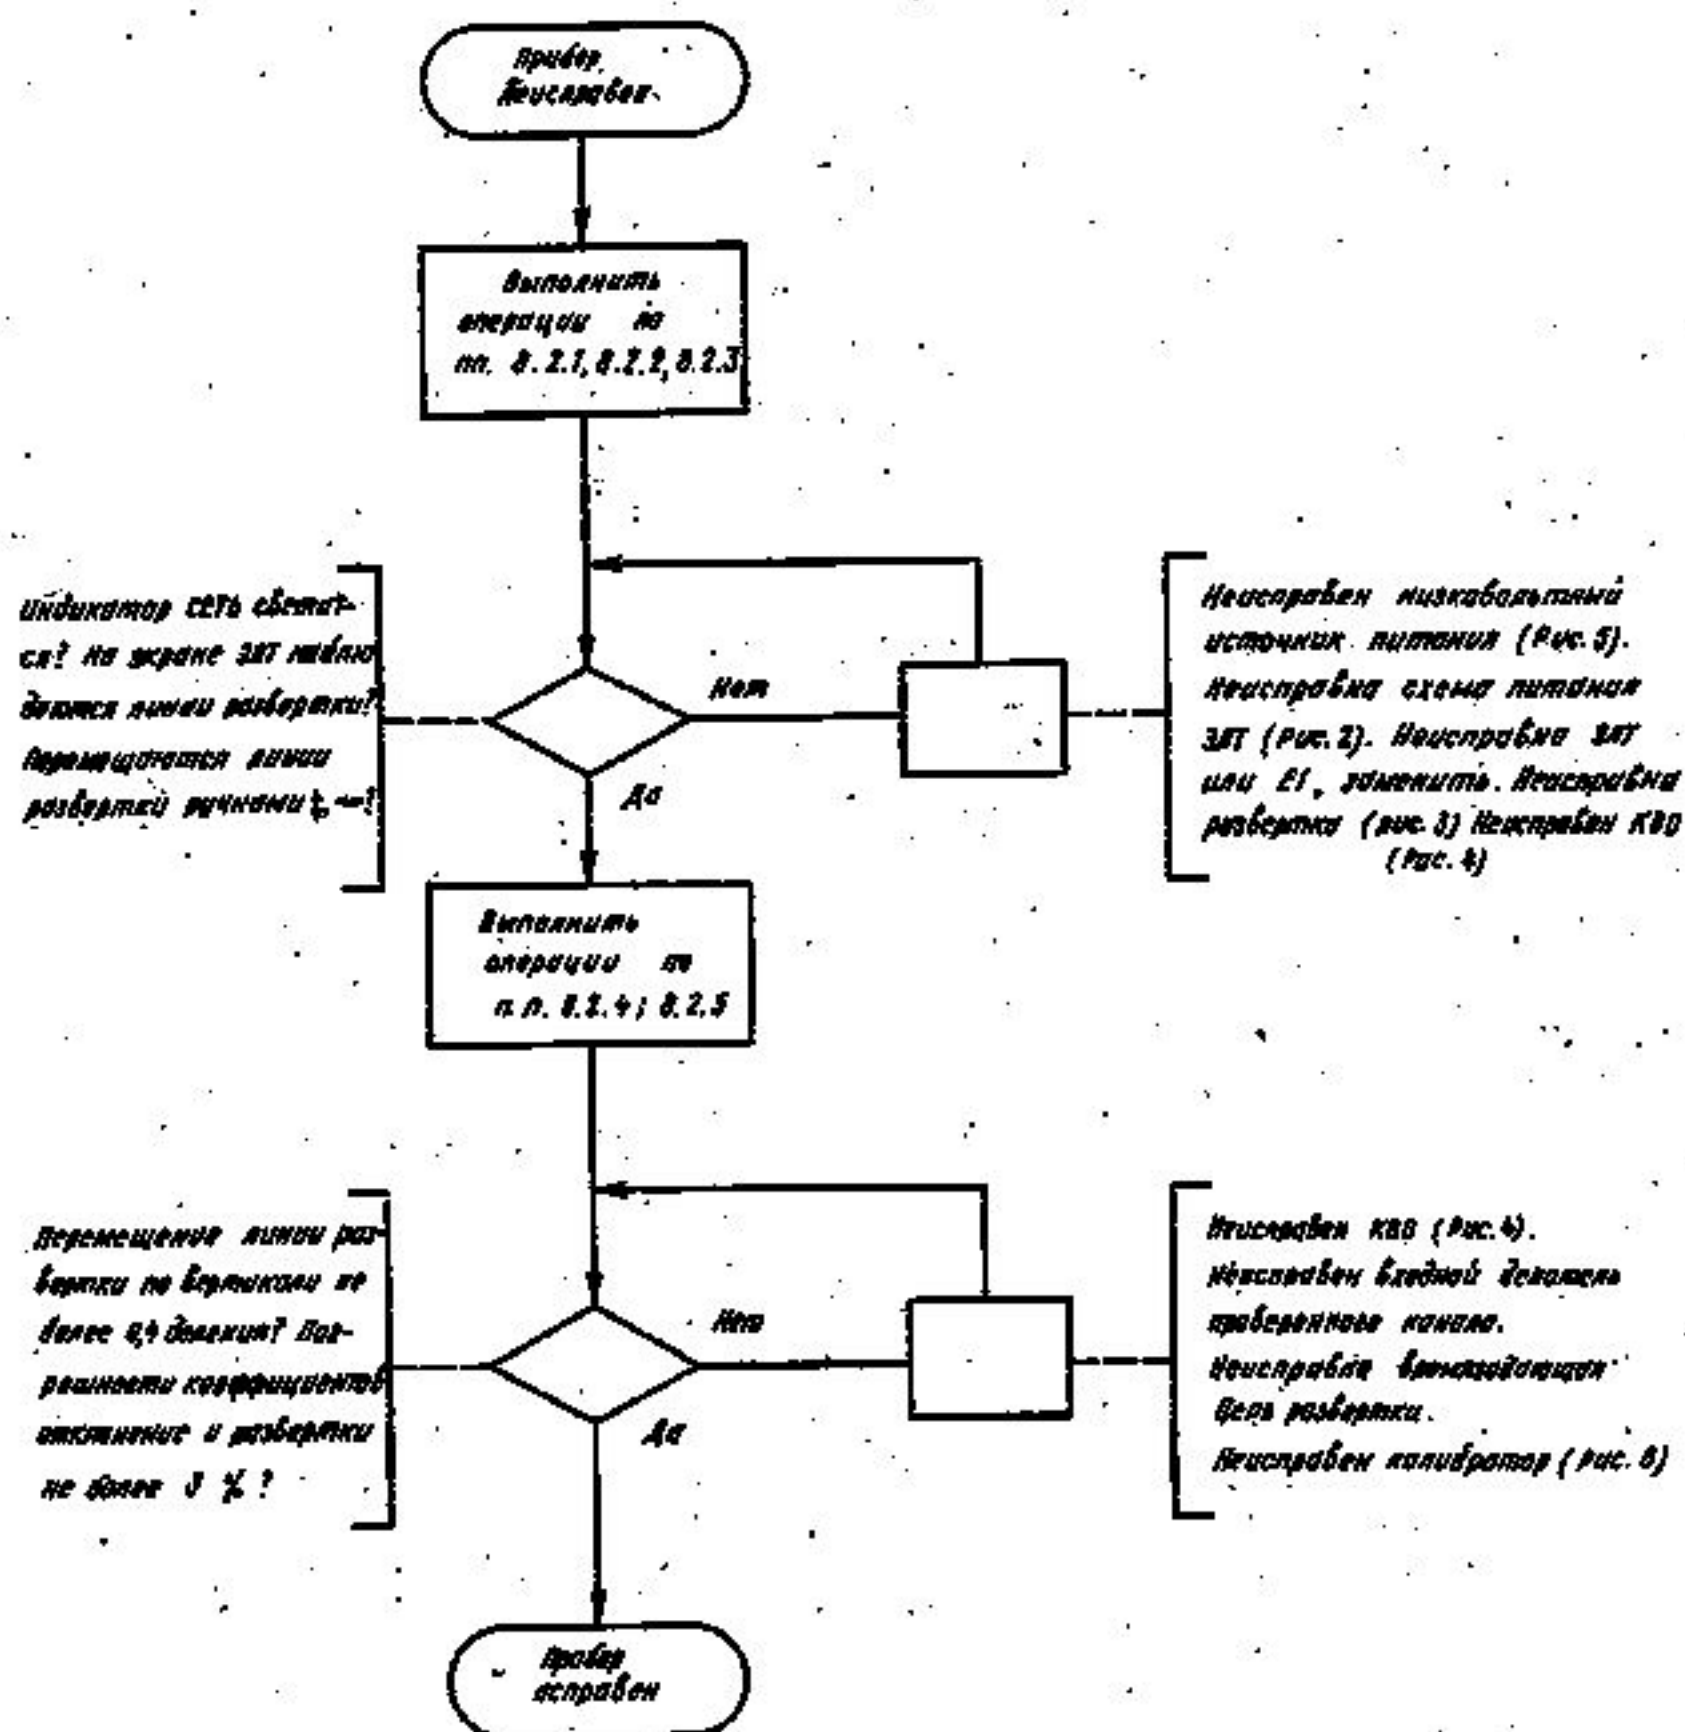 Прибор
Неисправен
Выполнить
операции по
пп. 8.2.1, 8.2.2, 8.2.3
Индикатор СЕТЬ светит-
ся? На экране ЭЛТ наблю
даются линии развертки?
Перемещаются линии
развертки ручками
Нет
Да
Неисправен низковольтный
источник питания (Рис. 5).
Неисправна схема питания
ЭЛТ (Рис. 2). Неисправна ЭЛТ
или E1, заменить. Неисправна
развертка (рис. 3) Неисправен КВО
(Рис. 4)
Выполнить
операции по
п.п. 8.2.4; 8.2.5
Перемещение линии раз-
вертки по вертикали не
более 0,4 деления? Пог-
решности коэффициентов
отклонение и развертки
не более 3 %?
Нет
Да
Неисправен КВО (Рис. 4).
Неисправен входной делитель
проверенного канала.
Неисправна времязадающая
Цепь развертки.
Неисправен калибратор (Рис. 6)
Прибор
исправен